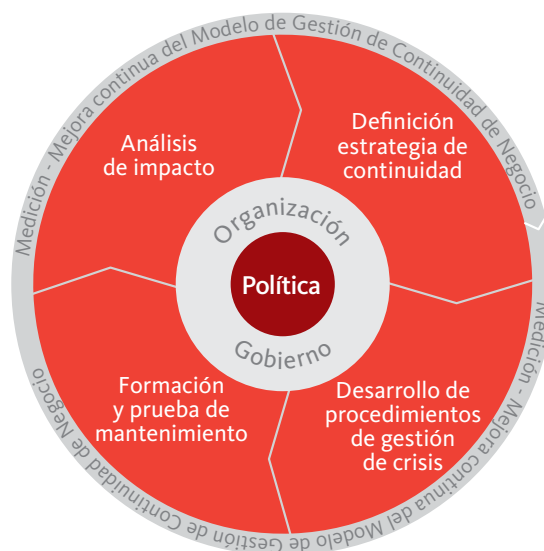 Medición - Mejora continua del Modelo de Gestión de Continuidad de Negocio
Análisis
de impacto
Definición
estrategia de
continuidad
Organización
Política
Gobierno
Formación
y prueba de
mantenimiento
Desarrollo de
procedimientos
de gestión
de crisis
Medición - Mejora continua del Modelo de Gestión de Continuidad de Negocio